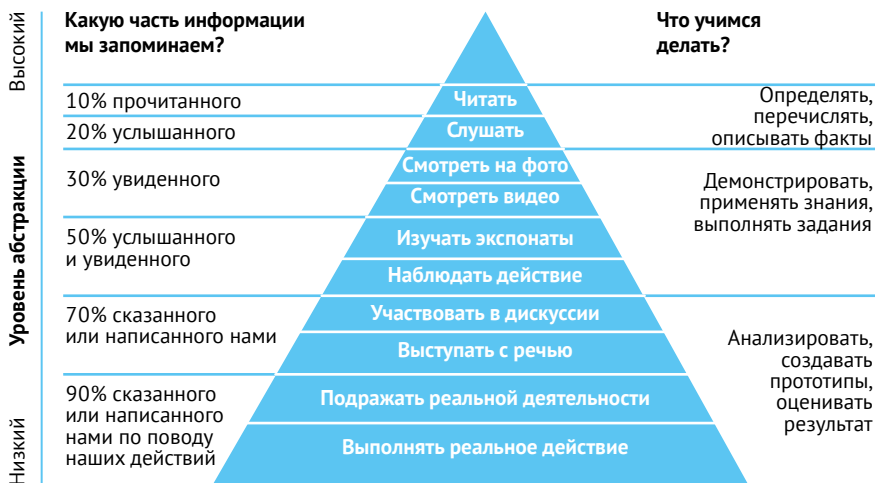 Какую часть информации
мы запоминаем?
Что учимся
делать?
Высокий
Уровень абстракции
Низкий
10% прочитанного
20% услышанного
30% увиденного
50% услышанного
и увиденного
70% сказанного
или написанного нами
90% сказанного
или написанного
нами по поводу
наших действий
Читать
Слушать
Смотреть на фото
Смотреть видео
Изучать экспонаты
Наблюдать действие
Участвовать в дискуссии
Выступать с речью
Подражать реальной деятельности
Выполнять реальное действие
Определять,
перечислять,
описывать факты
Демонстрировать,
применять знания,
выполнять задания
Анализировать,
создавать
прототипы,
оценивать
результат